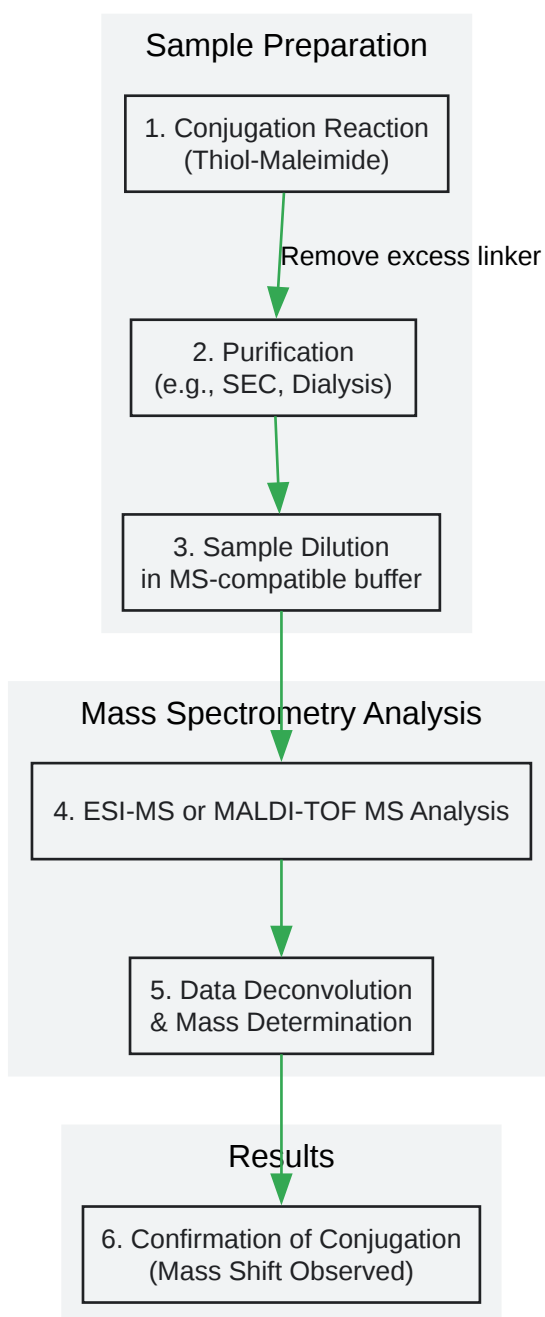 Sample Preparation
1. Conjugation Reaction
(Thiol-Maleimide)
Remove excess linker
2. Purification
(e.g., SEC, Dialysis)
3. Sample Dilution
in MS-compatible buffer
Mass Spectrometry Analysis
4. ESI-MS or MALDI-TOF MS Analysis
5. Data Deconvolution
& Mass Determination
Results
6. Confirmation of Conjugation
(Mass Shift Observed)